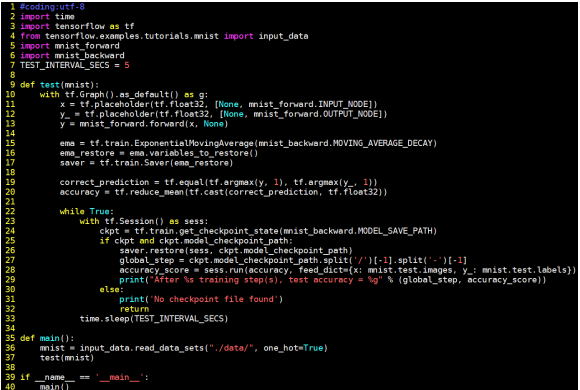 1 #coding:utf-8
2 import time
3 import tensorflow as tf
4 from tensorflow.examples.tutorials.mnist import input_data
5 import mnist_forward
6 import mnist_backward
7 TEST_INTERVAL_SECS = 5
8
9 def test(mnist):
10     with tf.Graph().as_default() as g:
11         x = tf.placeholder(tf.float32, [None, mnist_forward.INPUT_NODE])
12         y_ = tf.placeholder(tf.float32, [None, mnist_forward.OUTPUT_NODE])
13         y = mnist_forward.forward(x, None)
14
15         ema = tf.train.ExponentialMovingAverage(mnist_backward.MOVING_AVERAGE_DECAY)
16         ema_restore = ema.variables_to_restore()
17         saver = tf.train.Saver(ema_restore)
18
19         correct_prediction = tf.equal(tf.argmax(y, 1), tf.argmax(y_, 1))
20         accuracy = tf.reduce_mean(tf.cast(correct_prediction, tf.float32))
21
22         while True:
23             with tf.Session() as sess:
24                 ckpt = tf.train.get_checkpoint_state(mnist_backward.MODEL_SAVE_PATH)
25                 if ckpt and ckpt.model_checkpoint_path:
26                     saver.restore(sess, ckpt.model_checkpoint_path)
27                     global_step = ckpt.model_checkpoint_path.split('/')[-1].split('-')[-1]
28                     accuracy_score = sess.run(accuracy, feed_dict={x: mnist.test.images, y_: mnist.test.labels})
29                     print("After %s training step(s), test accuracy = %g" % (global_step, accuracy_score))
30                 else:
31                     print('No checkpoint file found')
32                     return
33             time.sleep(TEST_INTERVAL_SECS)
34
35 def main():
36     mnist = input_data.read_data_sets("./data/", one_hot=True)
37     test(mnist)
38
39 if __name__ == '__main__':
40     main()